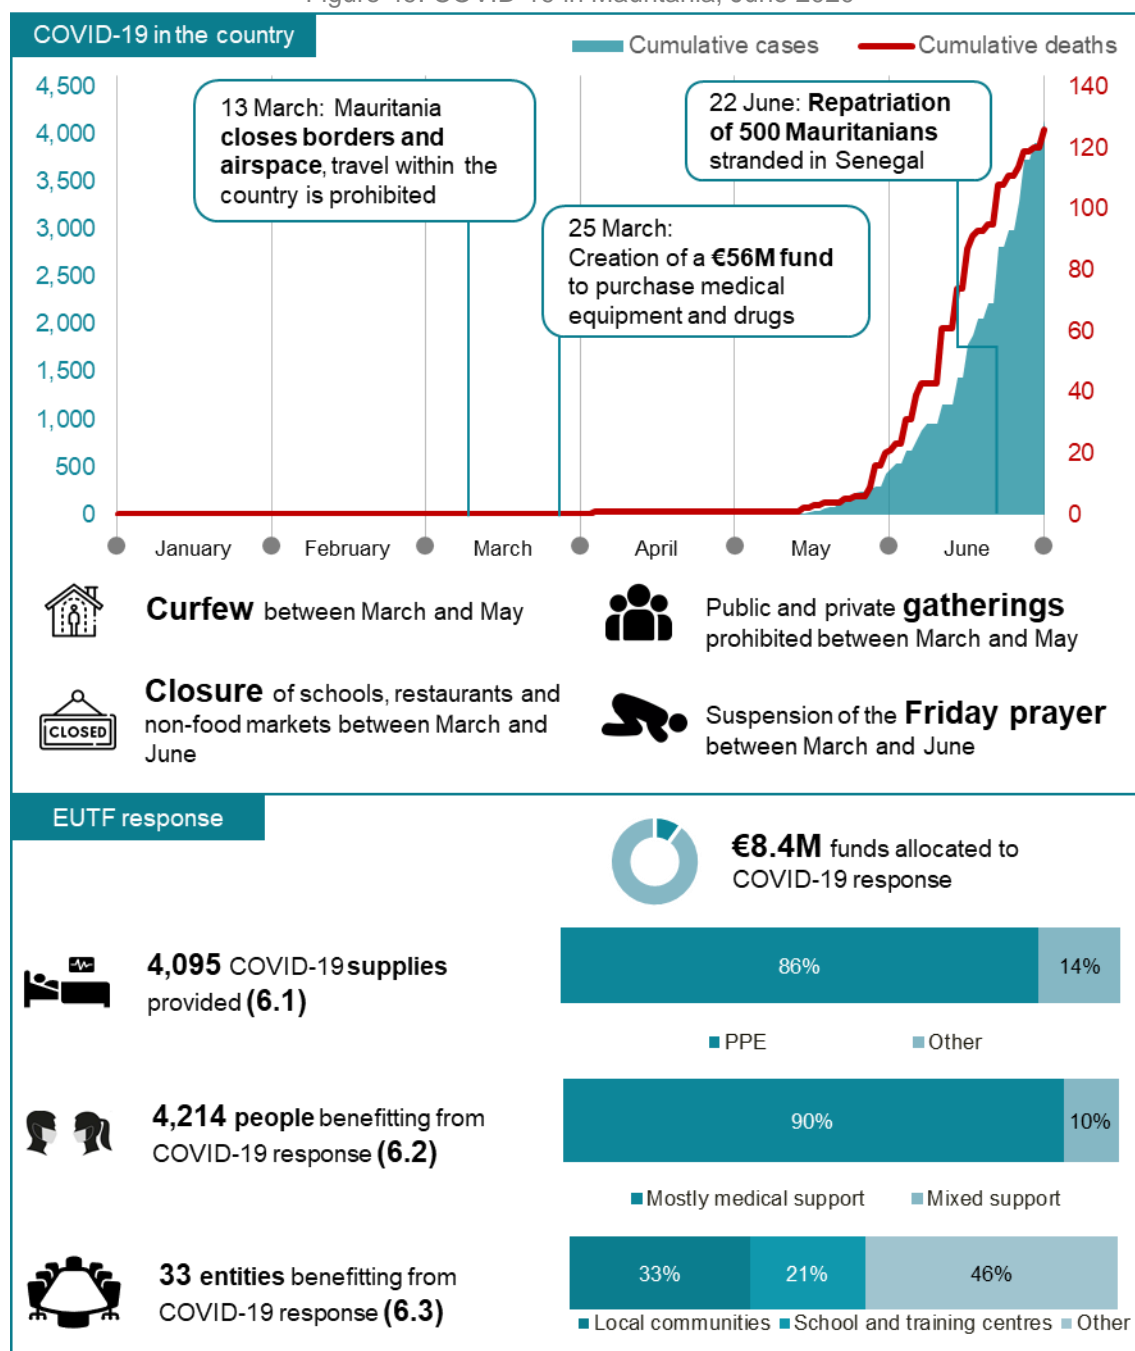 COVID-19 in the country
Cumulative cases
Cumulative deaths
4,500
4,000
3,500
3,000
2,500
2,000
1,500
1,000
500
0
140
120
100
80
60
40
20
0
13 March: Mauritania
closes borders and
airspace, travel within the
country is prohibited
25 March:
Creation of a €56M fund
to purchase medical
equipment and drugs
22 June: Repatriation
of 500 Mauritanians
stranded in Senegal
January
February
March
April
May
June
Curfew between March and May
Public and private gatherings
prohibited between March and May
CLOSED
Closure of schools, restaurants and
non-food markets between March and
June
Suspension of the Friday prayer
between March and June
EUTF response
€8.4M funds allocated to
COVID-19 response
4,095 COVID-19 supplies
provided (6.1)
86%
14%
PPE
Other
4,214 people benefitting from
COVID-19 response (6.2)
90%
10%
Mostly medical support
Mixed support
33 entities benefitting from
COVID-19 response (6.3)
33%
21%
46%
Local communities
School and training centres
Other